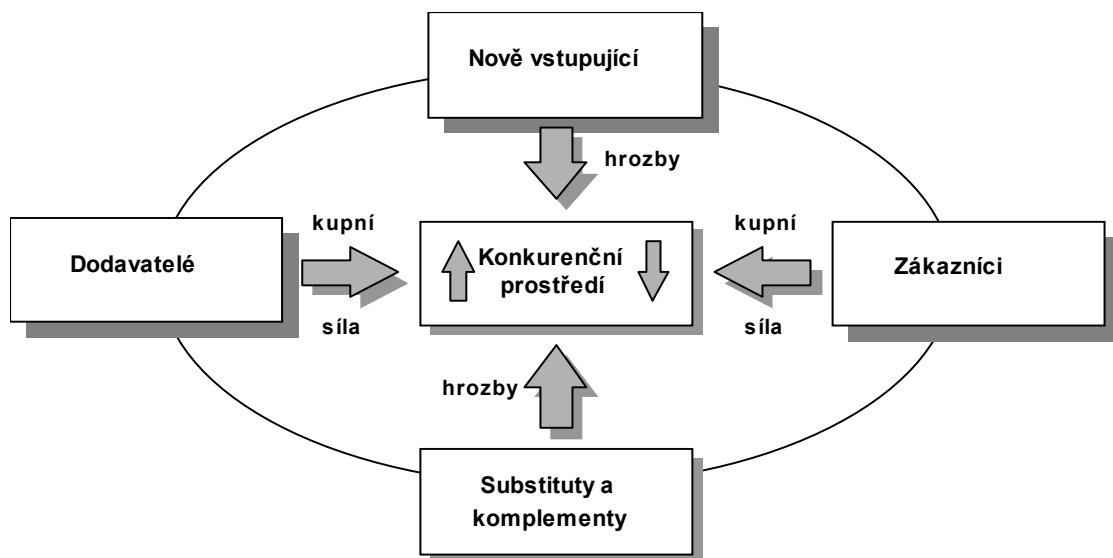 Nově vstupující
hrozby
Dodavatelé
kupní
síla
Konkurenční
prostředí
kupní
síla
Zákazníci
hrozby
Substituty a
komplementy